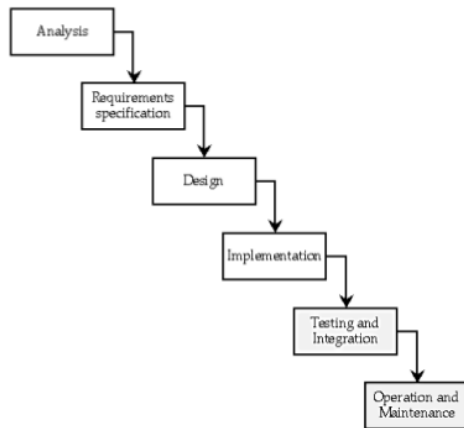 Analysis
Requirements
specification
Design
Implementation
Testing and
Integration
Operation and
Maintenance